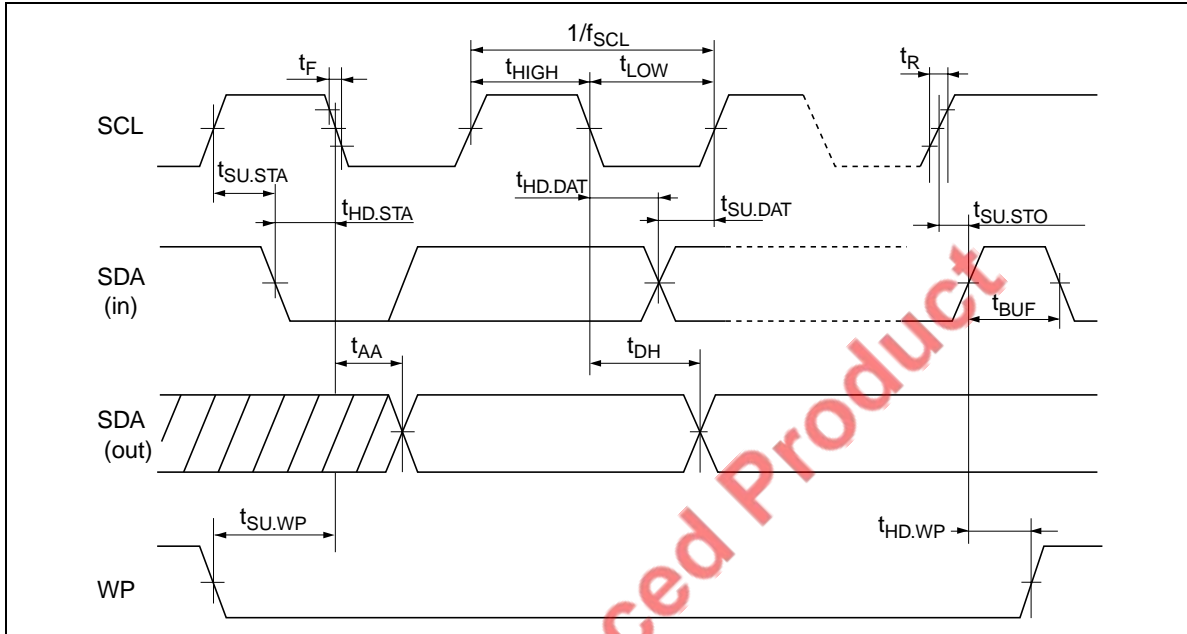 1/fSCL
tF
tHIGH
tLOW
tR
SCL
tSU.STA
tHD.STA
tHD.DAT
tSU.DAT
tSU.STO
SDA
(in)
tBUF
tAA
tDH
SDA
(out)
tSU.WP
tHD.WP
WP
ced Product